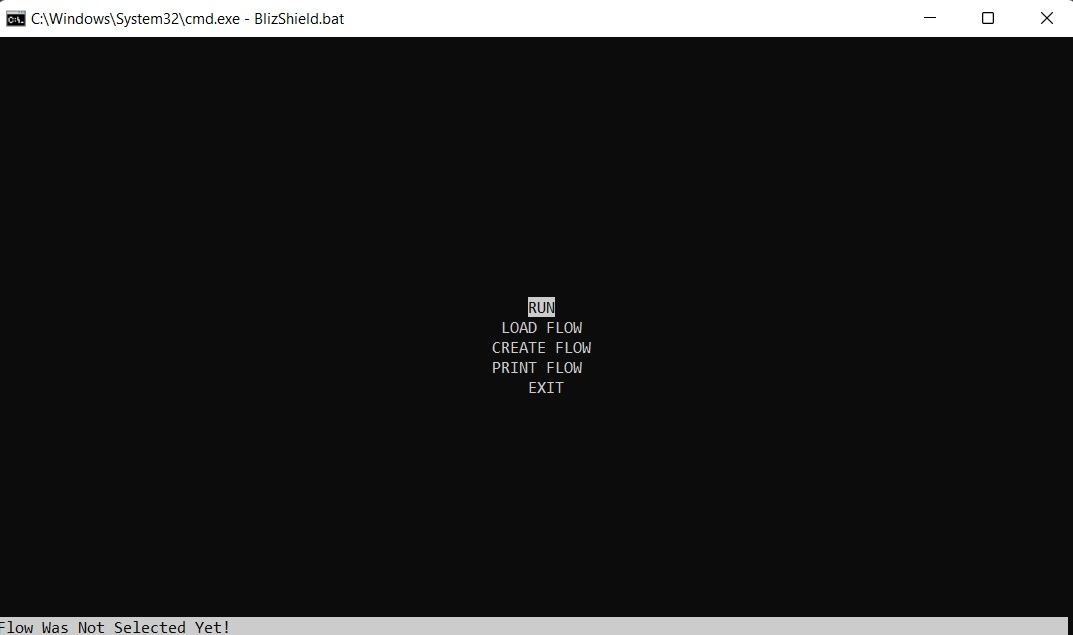 C:\Windows\System32\cmd.exe - BlizShield.bat
RUN
LOAD FLOW
CREATE FLOW
PRINT FLOW
EXIT
Flow Was Not Selected Yet!